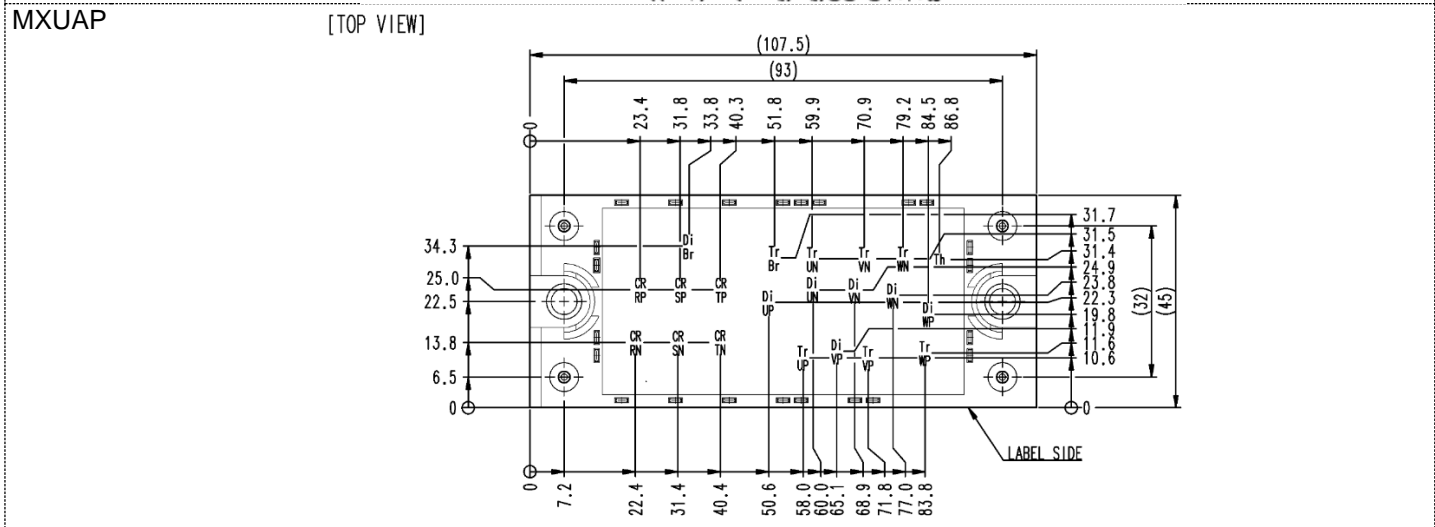 MXUAP
[TOP VIEW]
(107.5)
(93)
0
23.4
31.8
33.8
40.3
51.8
59.9
70.9
79.2
84.5
86.8
34.3
25.0
22.5
13.8
6.5
0
Di
Br
Tr
Br
Tr
UN
Tr
VN
Tr
WN
Th
CR
RP
CR
SP
CR
TP
Di
UP
Di
UN
Di
VN
Di
WN
Di
WP
CR
RN
CR
SN
CR
TN
Tr
UP
Di
VP
Tr
VP
Tr
WP
31.7
31.5
31.4
24.9
23.8
22.3
19.8
11.9
11.6
10.6
0
(32)
(45)
LABEL SIDE
0
7.2
22.4
31.4
40.4
50.6
58.0
60.0
65.1
68.9
71.8
77.0
83.8